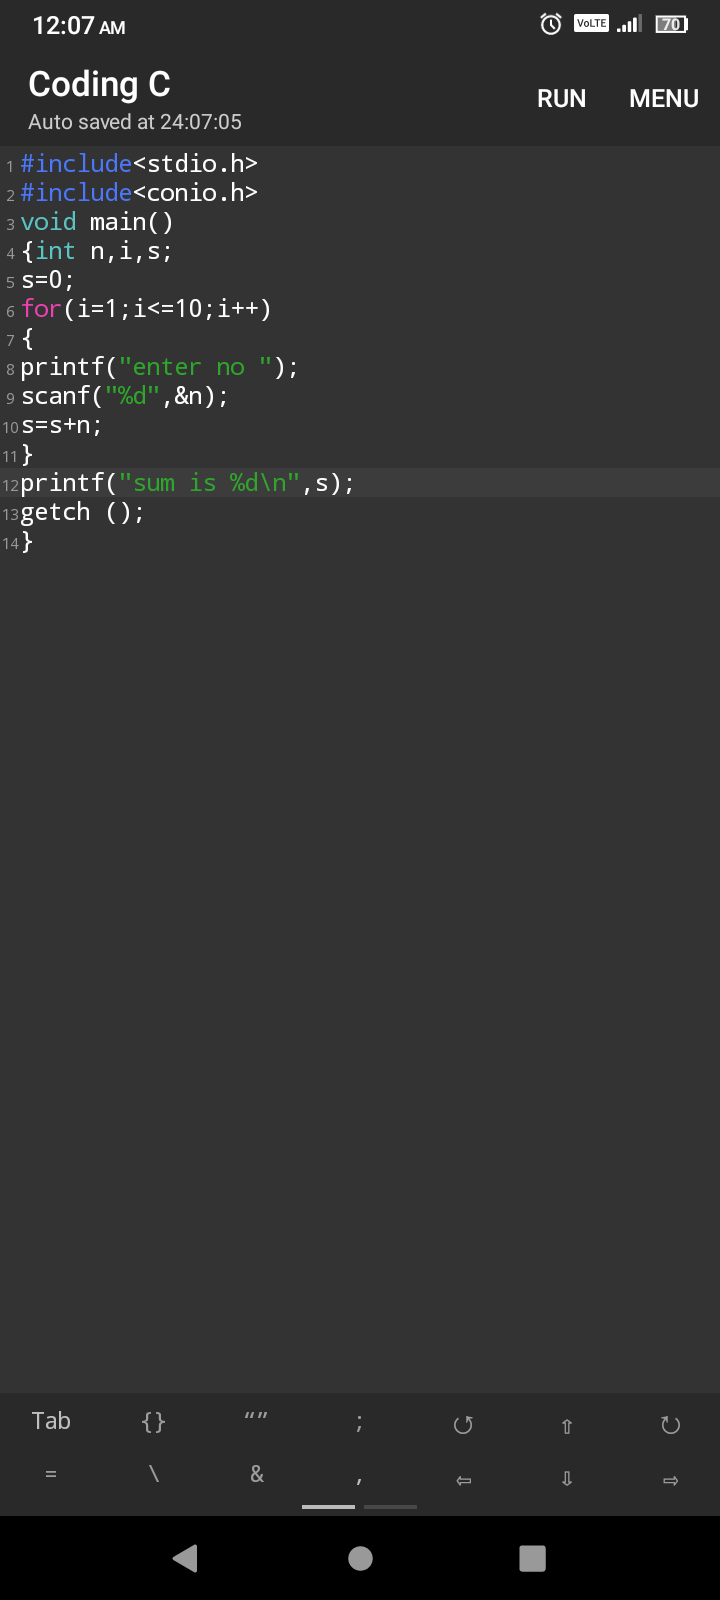 12:07 AM VoLTE 70
Coding C
Auto saved at 24:07:05
RUN MENU
1 #include<stdio.h>
2 #include<conio.h>
3 void main()
4 {int n,i,s;
5 s=0;
6 for(i=1;i<=10;i++)
7 {
8 printf("enter no ");
9 scanf("%d",&n);
10 s=s+n;
11 }
12 printf("sum is %d\n",s);
13 getch ();
14 }
Tab {} “” ; ⭯ ⇧ ⭮
= \ & , ⇦ ⇩ ⇨